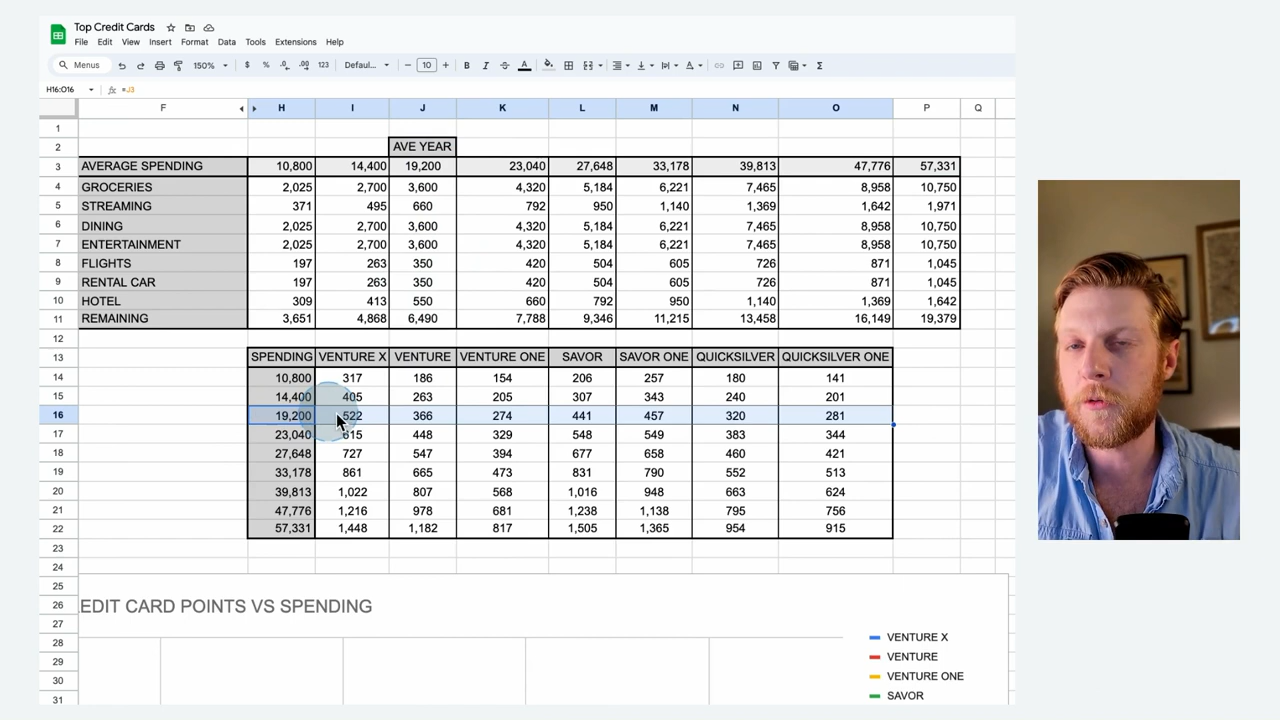 Top Credit Cards
File Edit View Insert Format Data Tools Extensions Help
Menus 150% $ % .0 .00 123 Defaul... − 10 + B I A Σ
H16:O16 fx =J3
F H I J K L M N O P Q
1
2 AVE YEAR
3 AVERAGE SPENDING 10,800 14,400 19,200 23,040 27,648 33,178 39,813 47,776 57,331
4 GROCERIES 2,025 2,700 3,600 4,320 5,184 6,221 7,465 8,958 10,750
5 STREAMING 371 495 660 792 950 1,140 1,369 1,642 1,971
6 DINING 2,025 2,700 3,600 4,320 5,184 6,221 7,465 8,958 10,750
7 ENTERTAINMENT 2,025 2,700 3,600 4,320 5,184 6,221 7,465 8,958 10,750
8 FLIGHTS 197 263 350 420 504 605 726 871 1,045
9 RENTAL CAR 197 263 350 420 504 605 726 871 1,045
10 HOTEL 309 413 550 660 792 950 1,140 1,369 1,642
11 REMAINING 3,651 4,868 6,490 7,788 9,346 11,215 13,458 16,149 19,379
12
13 SPENDING VENTURE X VENTURE VENTURE ONE SAVOR SAVOR ONE QUICKSILVER QUICKSILVER ONE
14 10,800 317 186 154 206 257 180 141
15 14,400 405 263 205 307 343 240 201
16 19,200 522 366 274 441 457 320 281
17 23,040 615 448 329 548 549 383 344
18 27,648 727 547 394 677 658 460 421
19 33,178 861 665 473 831 790 552 513
20 39,813 1,022 807 568 1,016 948 663 624
21 47,776 1,216 978 681 1,238 1,138 795 756
22 57,331 1,448 1,182 817 1,505 1,365 954 915
23
24
25
26 EDIT CARD POINTS VS SPENDING
27
28 VENTURE X
29 VENTURE
30 VENTURE ONE
31 SAVOR